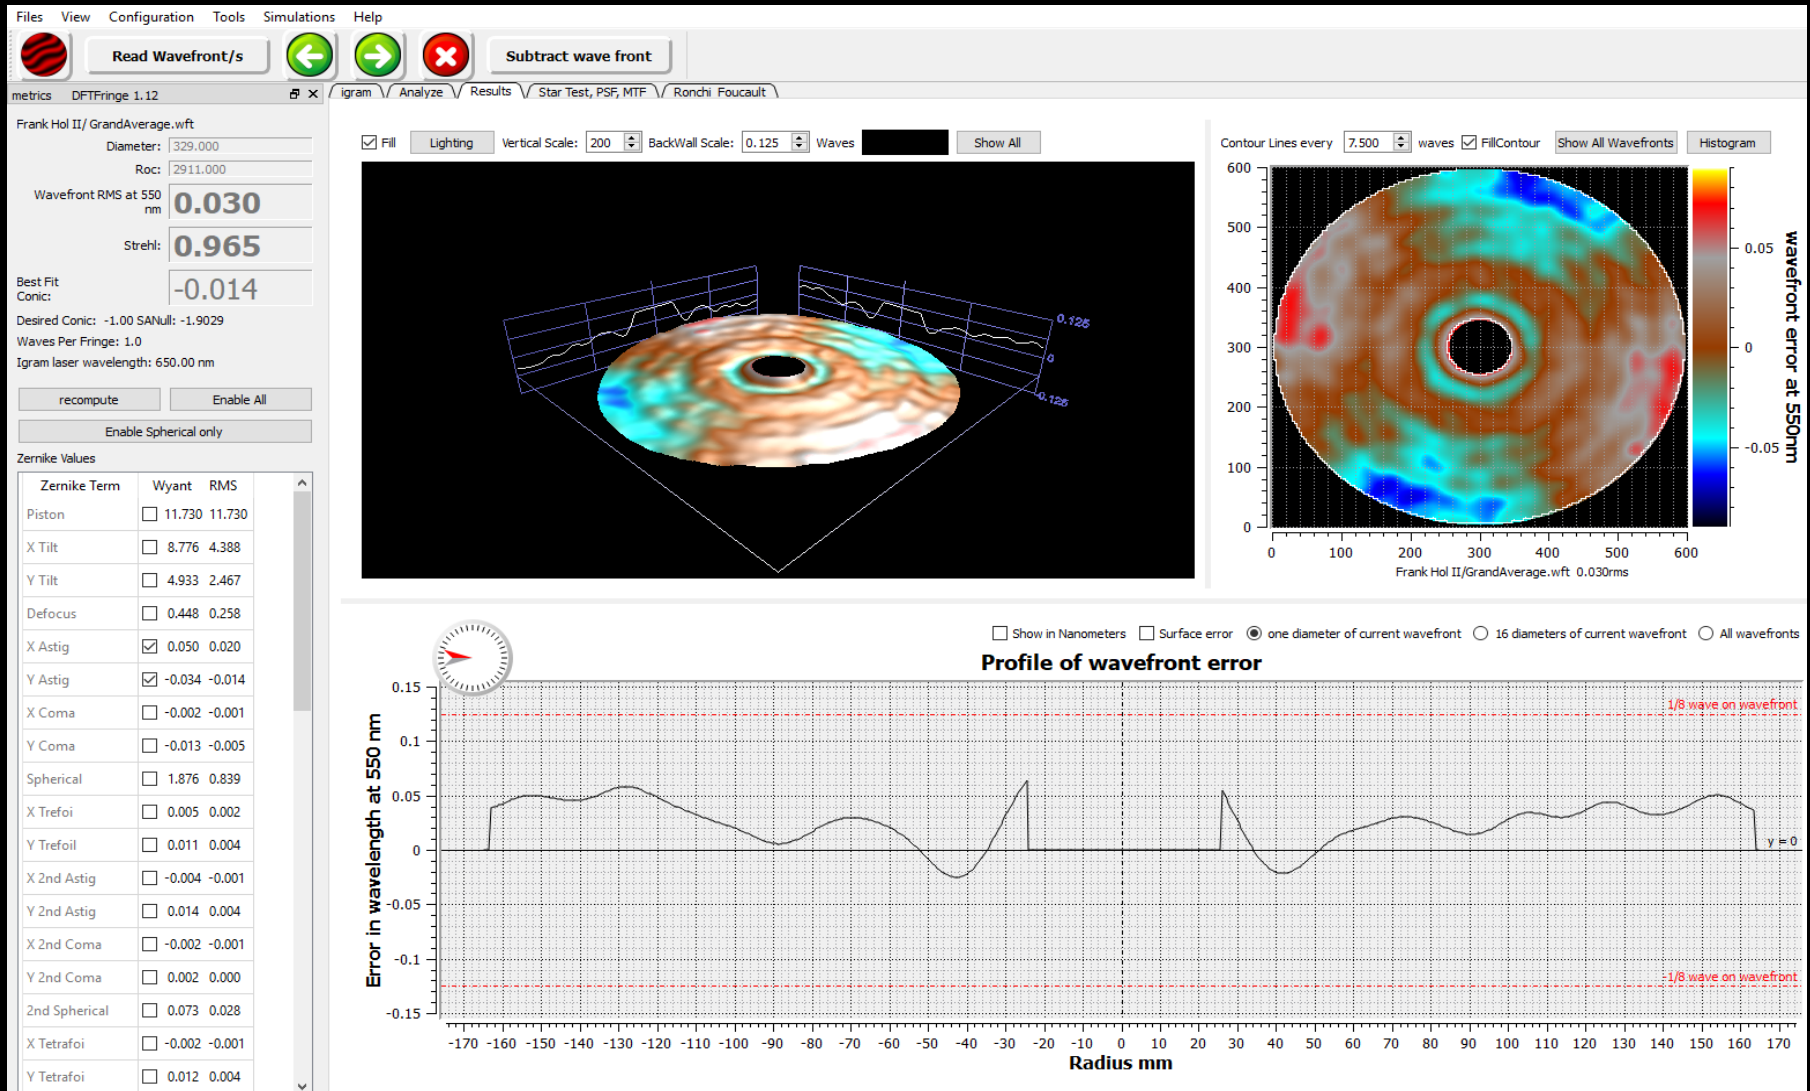 Files View Configuration Tools Simulations Help
Read Wavefront/s Subtract wave front
metrics DFTFringe 1.12
igram Analyze Results Star Test, PSF, MTF Ronchi Foucault
Frank Hol II/ GrandAverage.wft
Diameter: 329.000
Roc: 2911.000
Wavefront RMS at 550
nm 0.030
Strehl: 0.965
Best Fit
Conic: -0.014
Desired Conic: -1.00 SANull: -1.9029
Waves Per Fringe: 1.0
Igram laser wavelength: 650.00 nm
recompute Enable All
Enable Spherical only
Zernike Values
Zernike Term Wyant RMS
Piston 11.730 11.730
X Tilt 8.776 4.388
Y Tilt 4.933 2.467
Defocus 0.448 0.258
X Astig 0.050 0.020
Y Astig -0.034 -0.014
X Coma -0.002 -0.001
Y Coma -0.013 -0.005
Spherical 1.876 0.839
X Trefoi 0.005 0.002
Y Trefoil 0.011 0.004
X 2nd Astig -0.004 -0.001
Y 2nd Astig 0.014 0.004
X 2nd Coma -0.002 -0.001
Y 2nd Coma 0.002 0.000
2nd Spherical 0.073 0.028
X Tetrafoi -0.002 -0.001
Y Tetrafoi 0.012 0.004
Fill Lighting Vertical Scale: 200 BackWall Scale: 0.125 Waves Show All
0.125
0
-0.125
Contour Lines every 7.500 waves FillContour Show All Wavefronts Histogram
600
500
400
300
200
100
0
0 100 200 300 400 500 600
Frank Hol II/GrandAverage.wft 0.030rms
0.05
0
-0.05
wavefront error at 550nm
Show in Nanometers Surface error one diameter of current wavefront 16 diameters of current wavefront All wavefronts
Profile of wavefront error
Error in wavelength at 550 nm
0.15
0.1
0.05
0
-0.05
-0.1
-0.15
1/8 wave on wavefront
y = 0
-1/8 wave on wavefront
-170 -160 -150 -140 -130 -120 -110 -100 -90 -80 -70 -60 -50 -40 -30 -20 -10 0 10 20 30 40 50 60 70 80 90 100 110 120 130 140 150 160 170
Radius mm